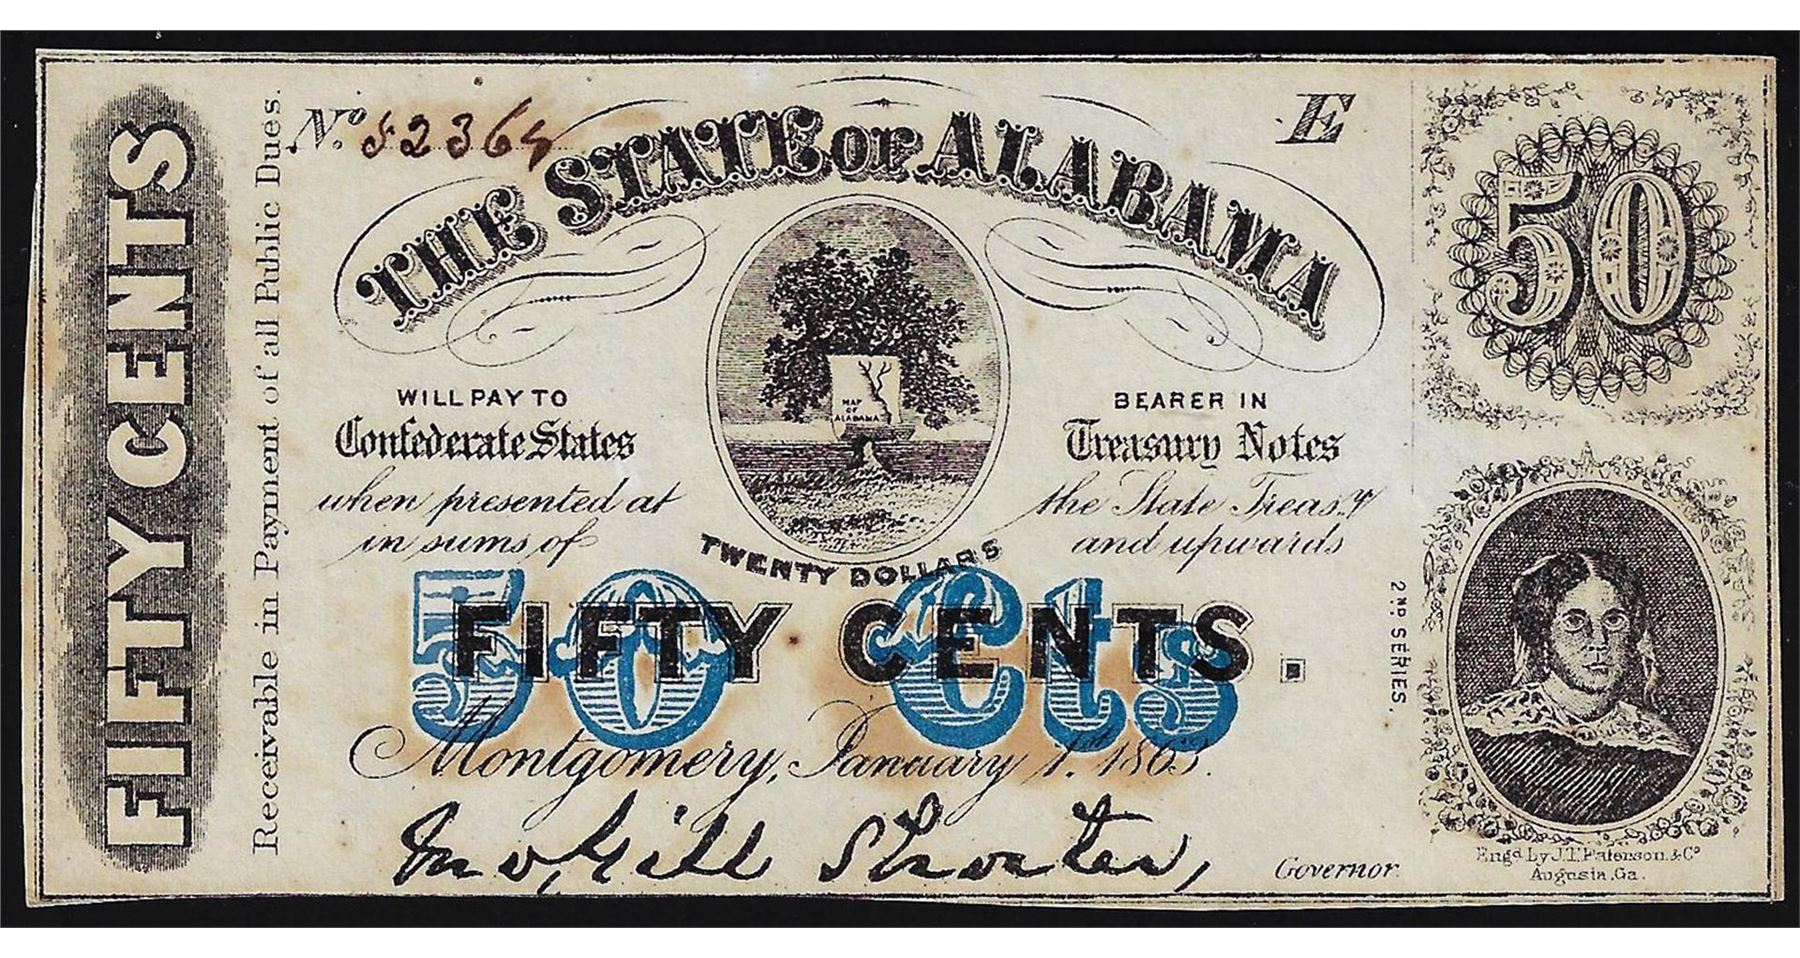 FIFTY CENTS
Receivable in Payment of all Public Dues.
No. 52364
E
THE STATE OF ALABAMA
50
MAP
OF
ALABAMA
WILL PAY TO BEARER IN
Confederate States Treasury Notes
when presented at the State Treas.y
in sums of TWENTY DOLLARS and upwards
50 Cts
FIFTY CENTS.
2ND SERIES.
Montgomery, January 1st 1863.
Jno, Gill Shorter,
Governor.
Engd by J.T. Paterson & Co
Augusta, Ga.